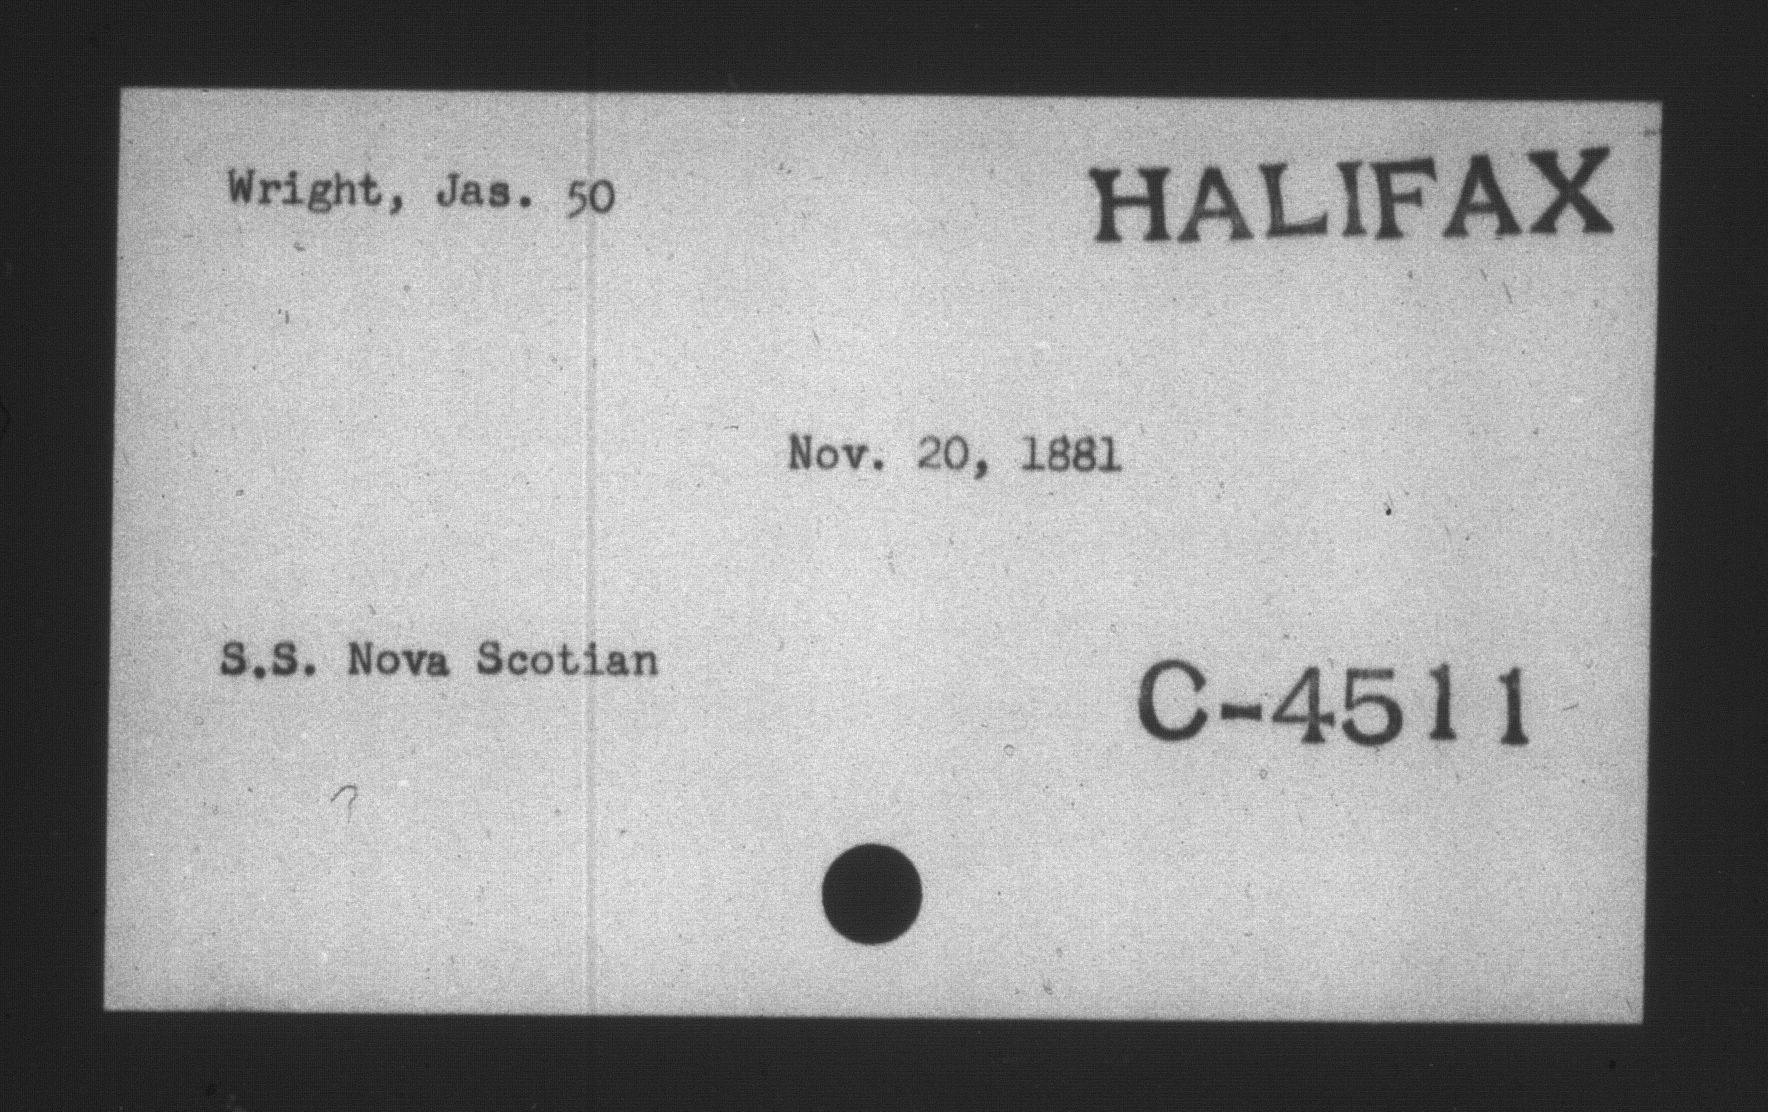 Wright, Jas. 50
HALIFAX
Nov. 20, 1881
S.S. Nova Scotian
C-4511